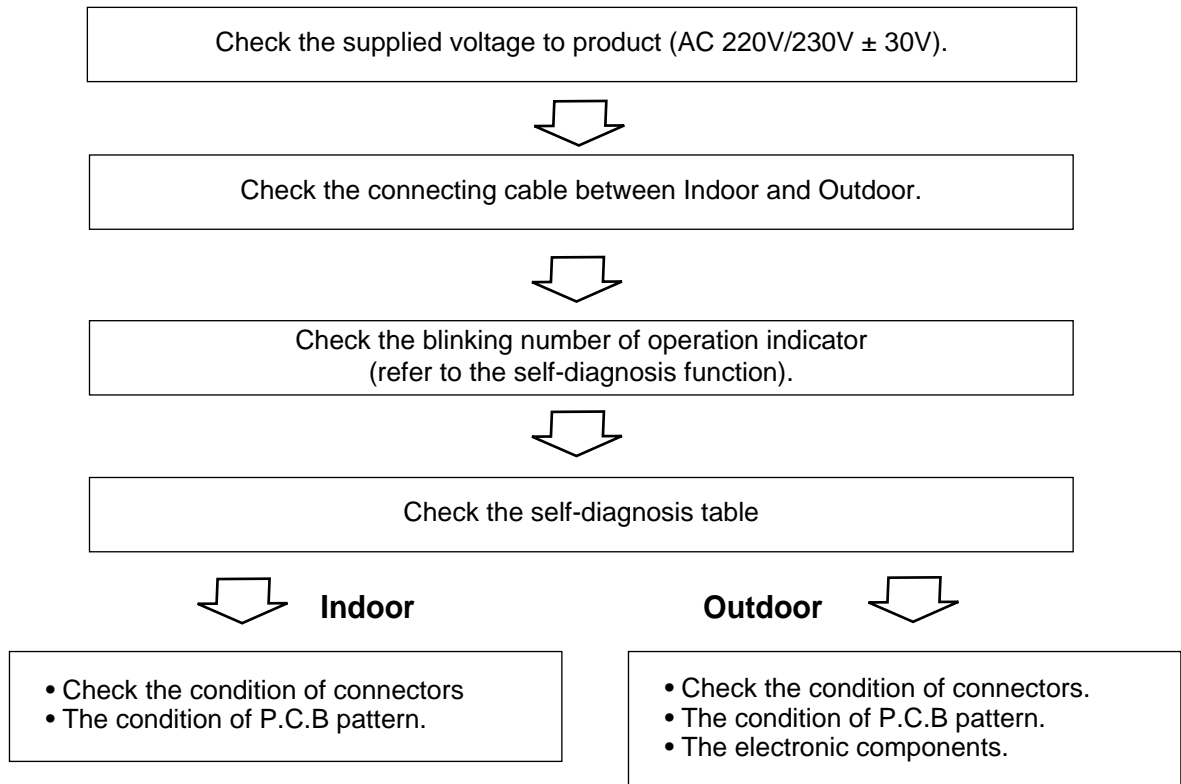 Check the supplied voltage to product (AC 220V/230V ± 30V).
Check the connecting cable between Indoor and Outdoor.
Check the blinking number of operation indicator
(refer to the self-diagnosis function).
Check the self-diagnosis table
Indoor
• Check the condition of connectors
• The condition of P.C.B pattern.
Outdoor
• Check the condition of connectors.
• The condition of P.C.B pattern.
• The electronic components.